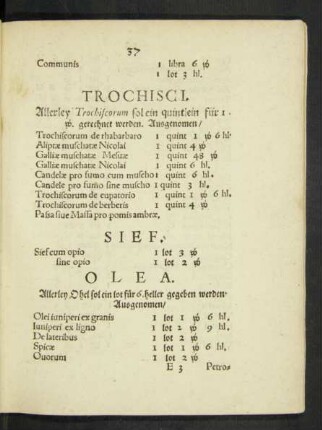 37
Communis 1 libra 6 ꝟ
1 lot 3 hl.
TROCHISCI.
Allerley Trochiſcorum ſol ein quintlein für 1.
ꝟ. gerechnet werden. Ausgenomen/
Trochiſcorum de rhabarbaro 1 quint 1 ꝟ 6 hl.
Aliptæ muſchatæ Nicolai 1 quint 4 ꝟ
Galliæ muſchatæ Meſuæ 1 quint 48 ꝟ
Galliæ muſchatæ Nicolai 1 quint 6 hl.
Candelæ pro fumo cum muſcho 1 quint 6 hl.
Candelæ pro fumo ſine muſcho 1 quint 3 hl.
Trochiſcorum de eupatorio 1 quint 1 ꝟ 6 hl.
Trochiſcorum de berberis 1 quint 4 ꝟ
Paſta ſiue Maſſa pro pomis ambræ,
SIEF.
Sief cum opio 1 lot 3 ꝟ
ſine opio 1 lot 2 ꝟ
OLEA.
Allerley Ohel ſol ein lot für 6. heller gegeben werden.
Ausgenomen/
Olei iuniperi ex granis 1 lot 1 ꝟ 6 hl.
Iuniperi ex ligno 1 lot 2 ꝟ 9 hl.
De lateribus 1 lot 2 ꝟ
Spicæ 1 lot 1 ꝟ 6 hl.
Ouorum 1 lot 2 ꝟ
E 3 Petro-